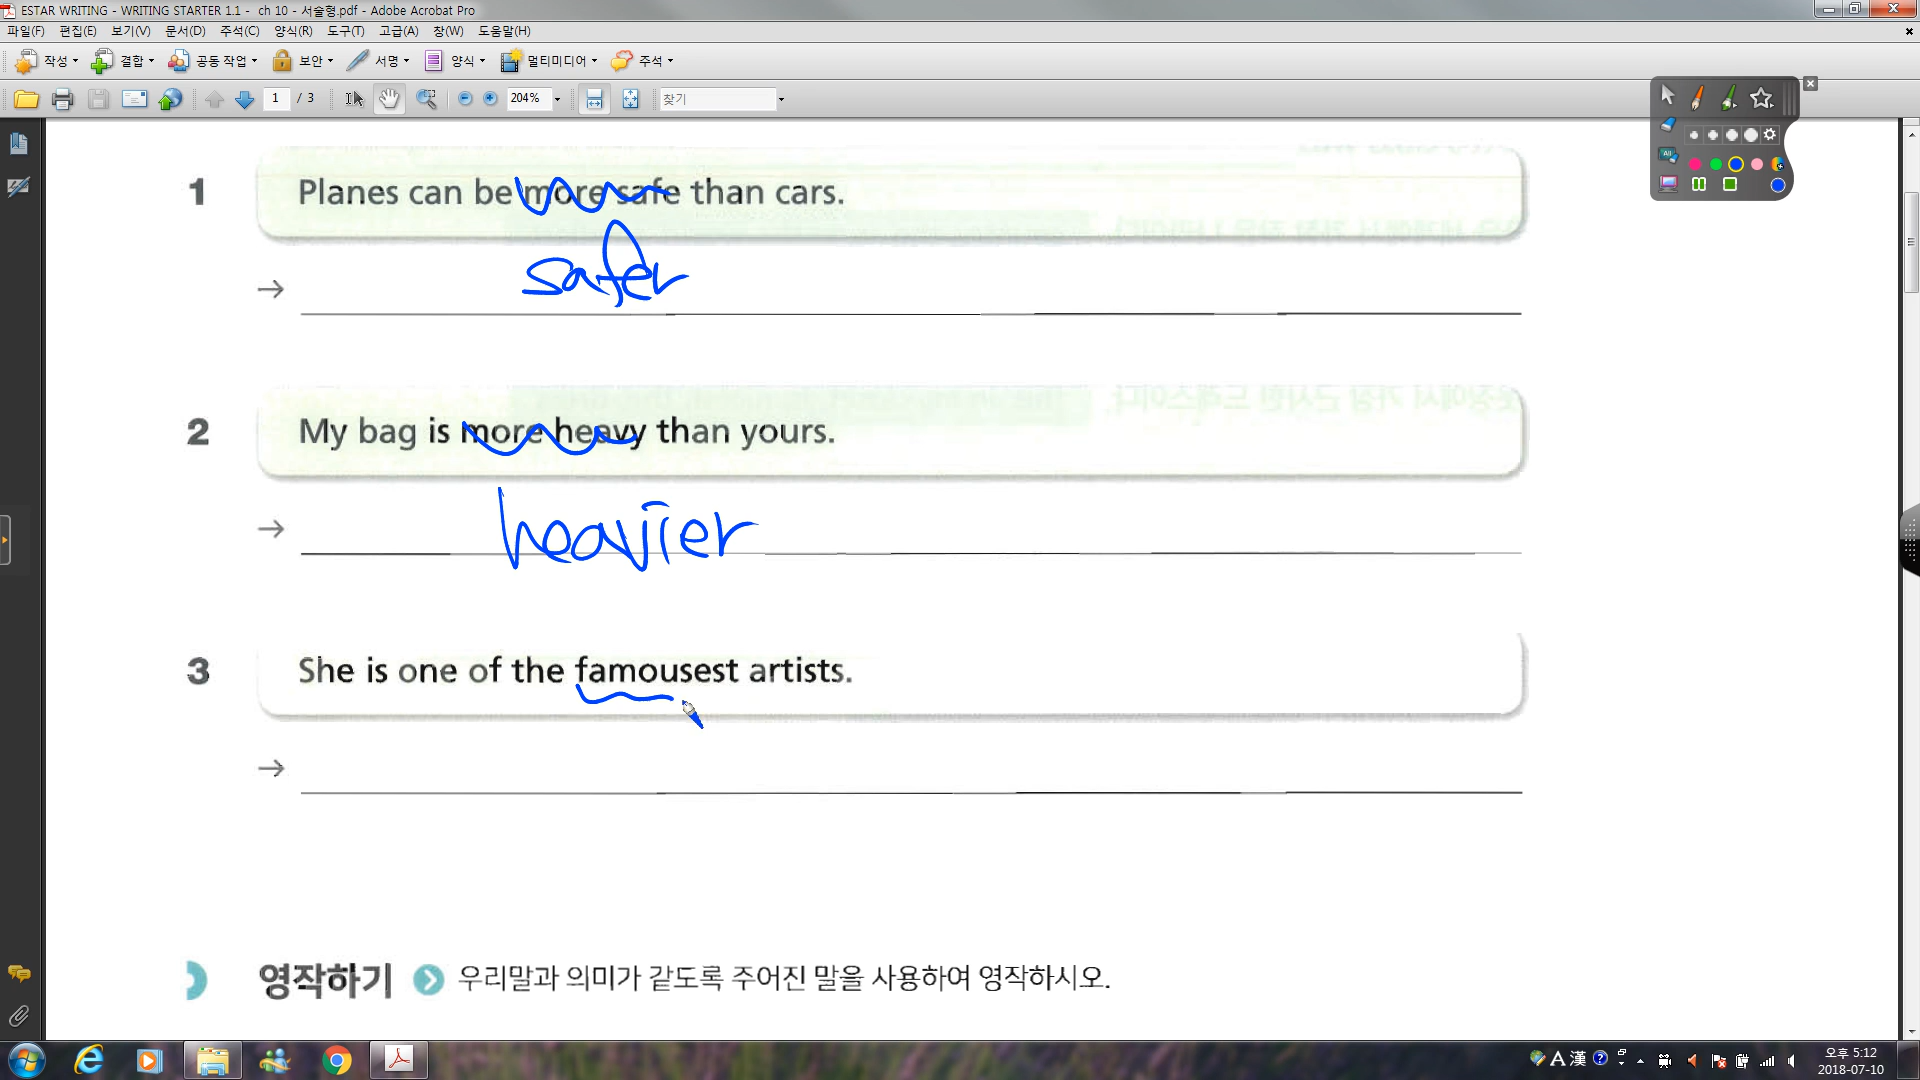 ESTAR WRITING - WRITING STARTER 1.1 - ch 10 - 서술형.pdf - Adobe Acrobat Pro
파일(F) 편집(E) 보기(V) 문서(D) 주석(C) 양식(R) 도구(T) 고급(A) 창(W) 도움말(H)
작성 결합 공동 작업 보안 서명 양식 멀티미디어 주석
1 / 3 204% 찾기
1 Planes can be more safe than cars.
→ safer
2 My bag is more heavy than yours.
→ heavier
3 She is one of the famousest artists.
→
영작하기 우리말과 의미가 같도록 주어진 말을 사용하여 영작하시오.
A 漢
오후 5:12
2018-07-10